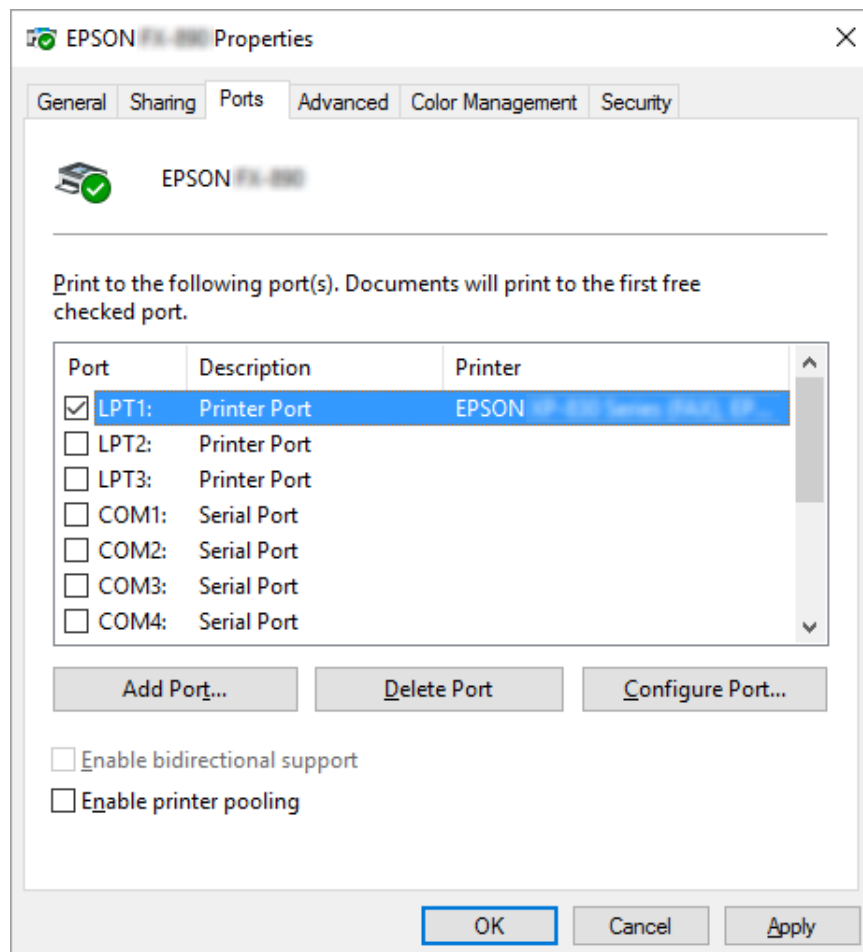 EPSON Properties
General Sharing Ports Advanced Color Management Security
EPSON
Print to the following port(s). Documents will print to the first free
checked port.
Port Description Printer
LPT1: Printer Port EPSON
LPT2: Printer Port
LPT3: Printer Port
COM1: Serial Port
COM2: Serial Port
COM3: Serial Port
COM4: Serial Port
Add Port... Delete Port Configure Port...
Enable bidirectional support
Enable printer pooling
OK Cancel Apply